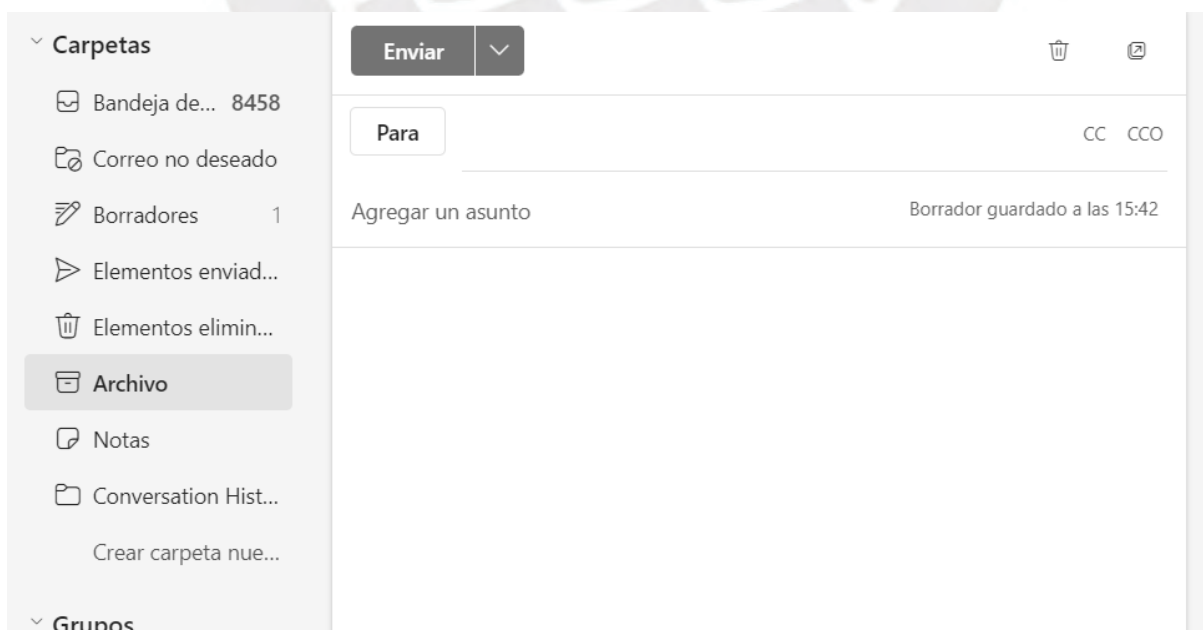 Carpetas
Bandeja de... 8458
Correo no deseado
Borradores 1
Elementos enviad...
Elementos elimin...
Archivo
Notas
Conversation Hist...
Crear carpeta nue...
Grupos
Enviar
Para
CC CCO
Agregar un asunto
Borrador guardado a las 15:42